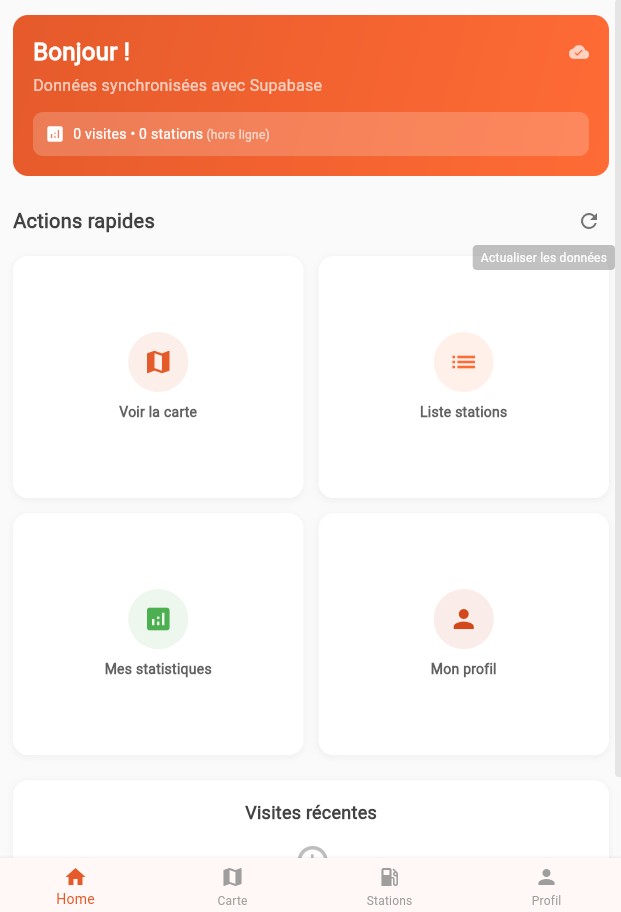 Bonjour !
Données synchronisées avec Supabase
0 visites • 0 stations (hors ligne)
Actions rapides
Actualiser les données
Voir la carte
Liste stations
Mes statistiques
Mon profil
Visites récentes
Home
Carte
Stations
Profil